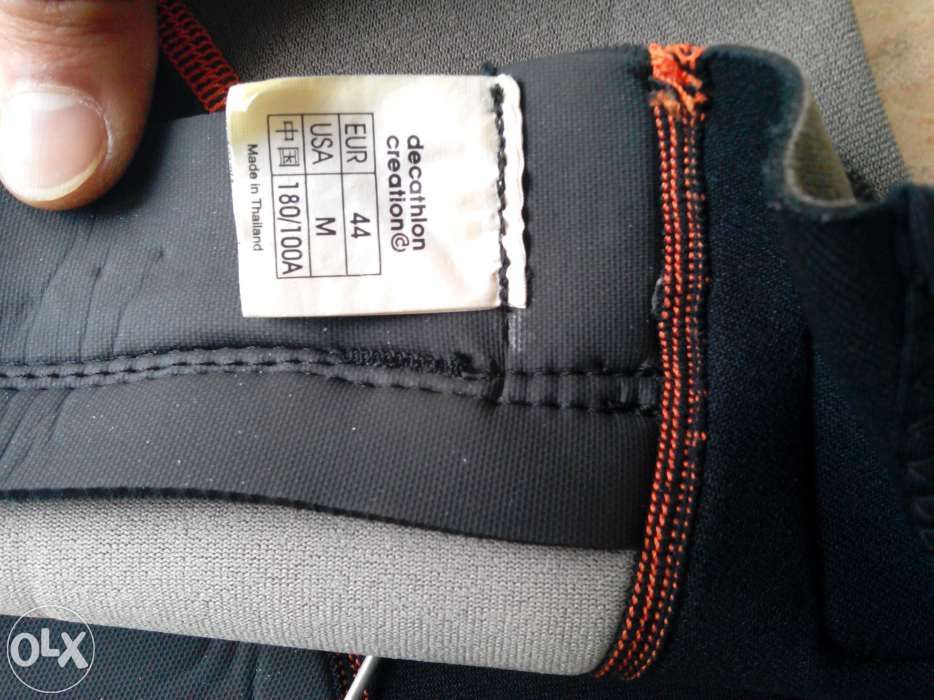 decathlon
creation©
EUR 44
USA M
中国 180/100A
Made in Thailand
OLX